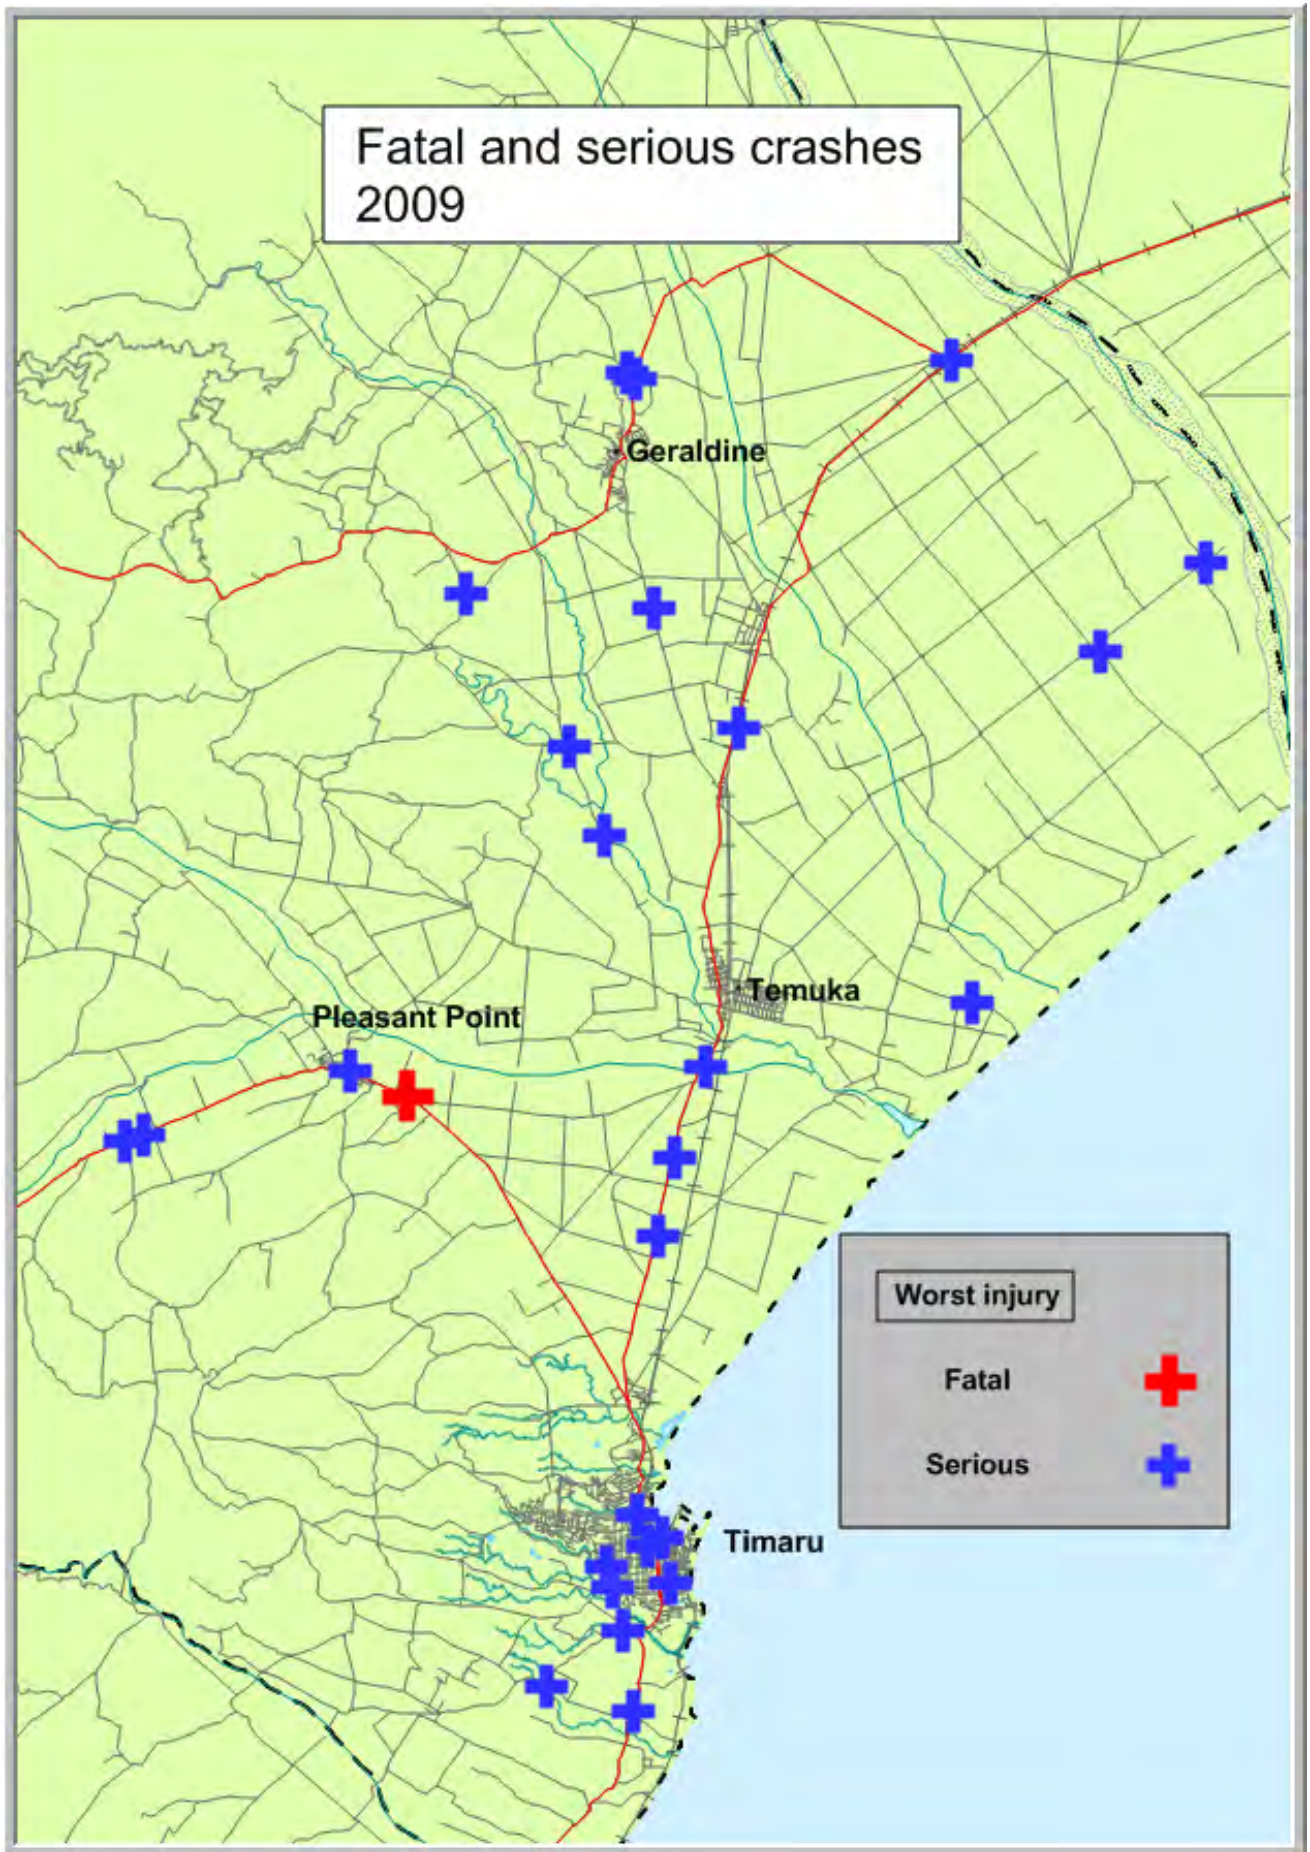 Fatal and serious crashes
2009
Geraldine
Temuka
Pleasant Point
Worst injury
Fatal
Serious
Timaru